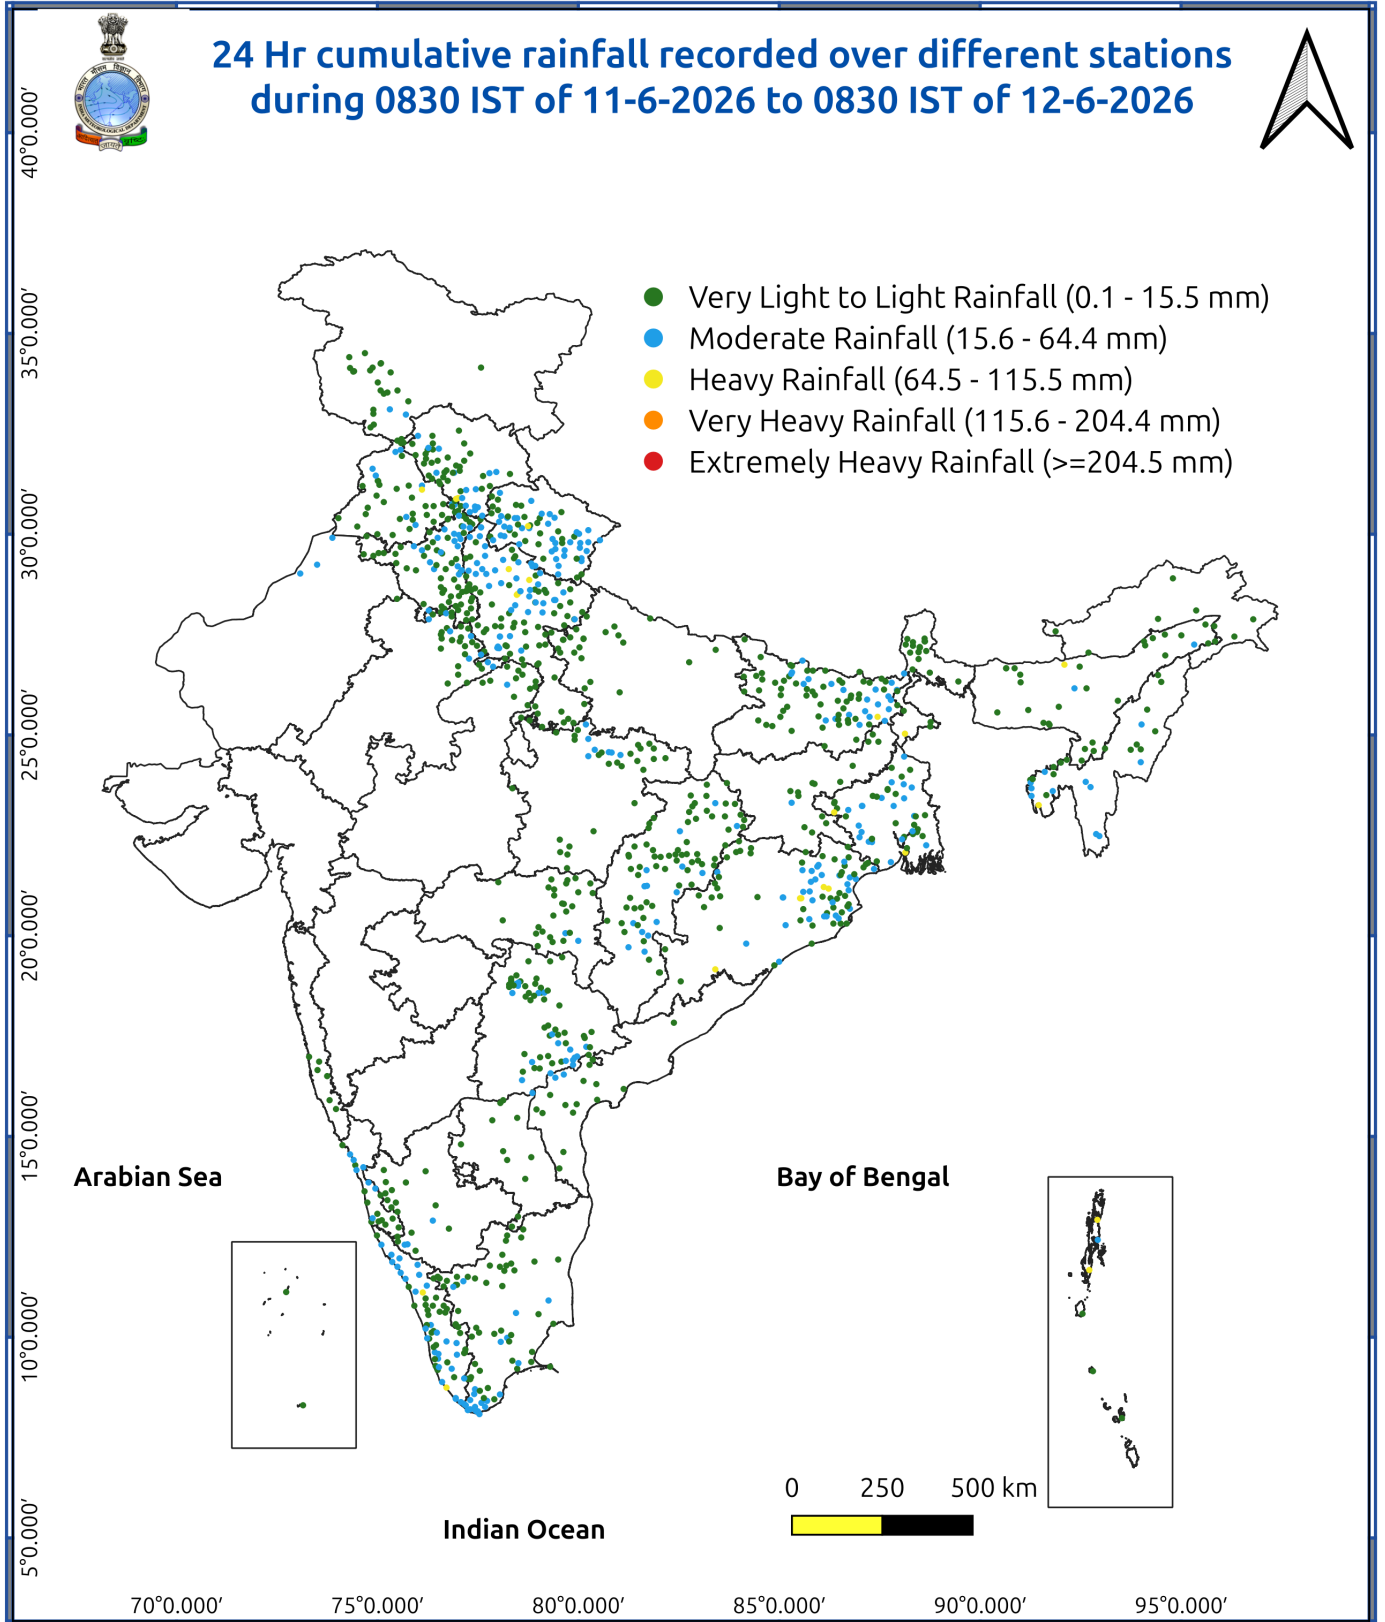 24 Hr cumulative rainfall recorded over different stations
during 0830 IST of 11-6-2026 to 0830 IST of 12-6-2026
Very Light to Light Rainfall (0.1 - 15.5 mm)
Moderate Rainfall (15.6 - 64.4 mm)
Heavy Rainfall (64.5 - 115.5 mm)
Very Heavy Rainfall (115.6 - 204.4 mm)
Extremely Heavy Rainfall (>=204.5 mm)
40°0.000′
35°0.000′
30°0.000′
25°0.000′
20°0.000′
15°0.000′
10°0.000′
5°0.000′
Arabian Sea
Bay of Bengal
Indian Ocean
0 250 500 km
70°0.000′ 75°0.000′ 80°0.000′ 85°0.000′ 90°0.000′ 95°0.000′